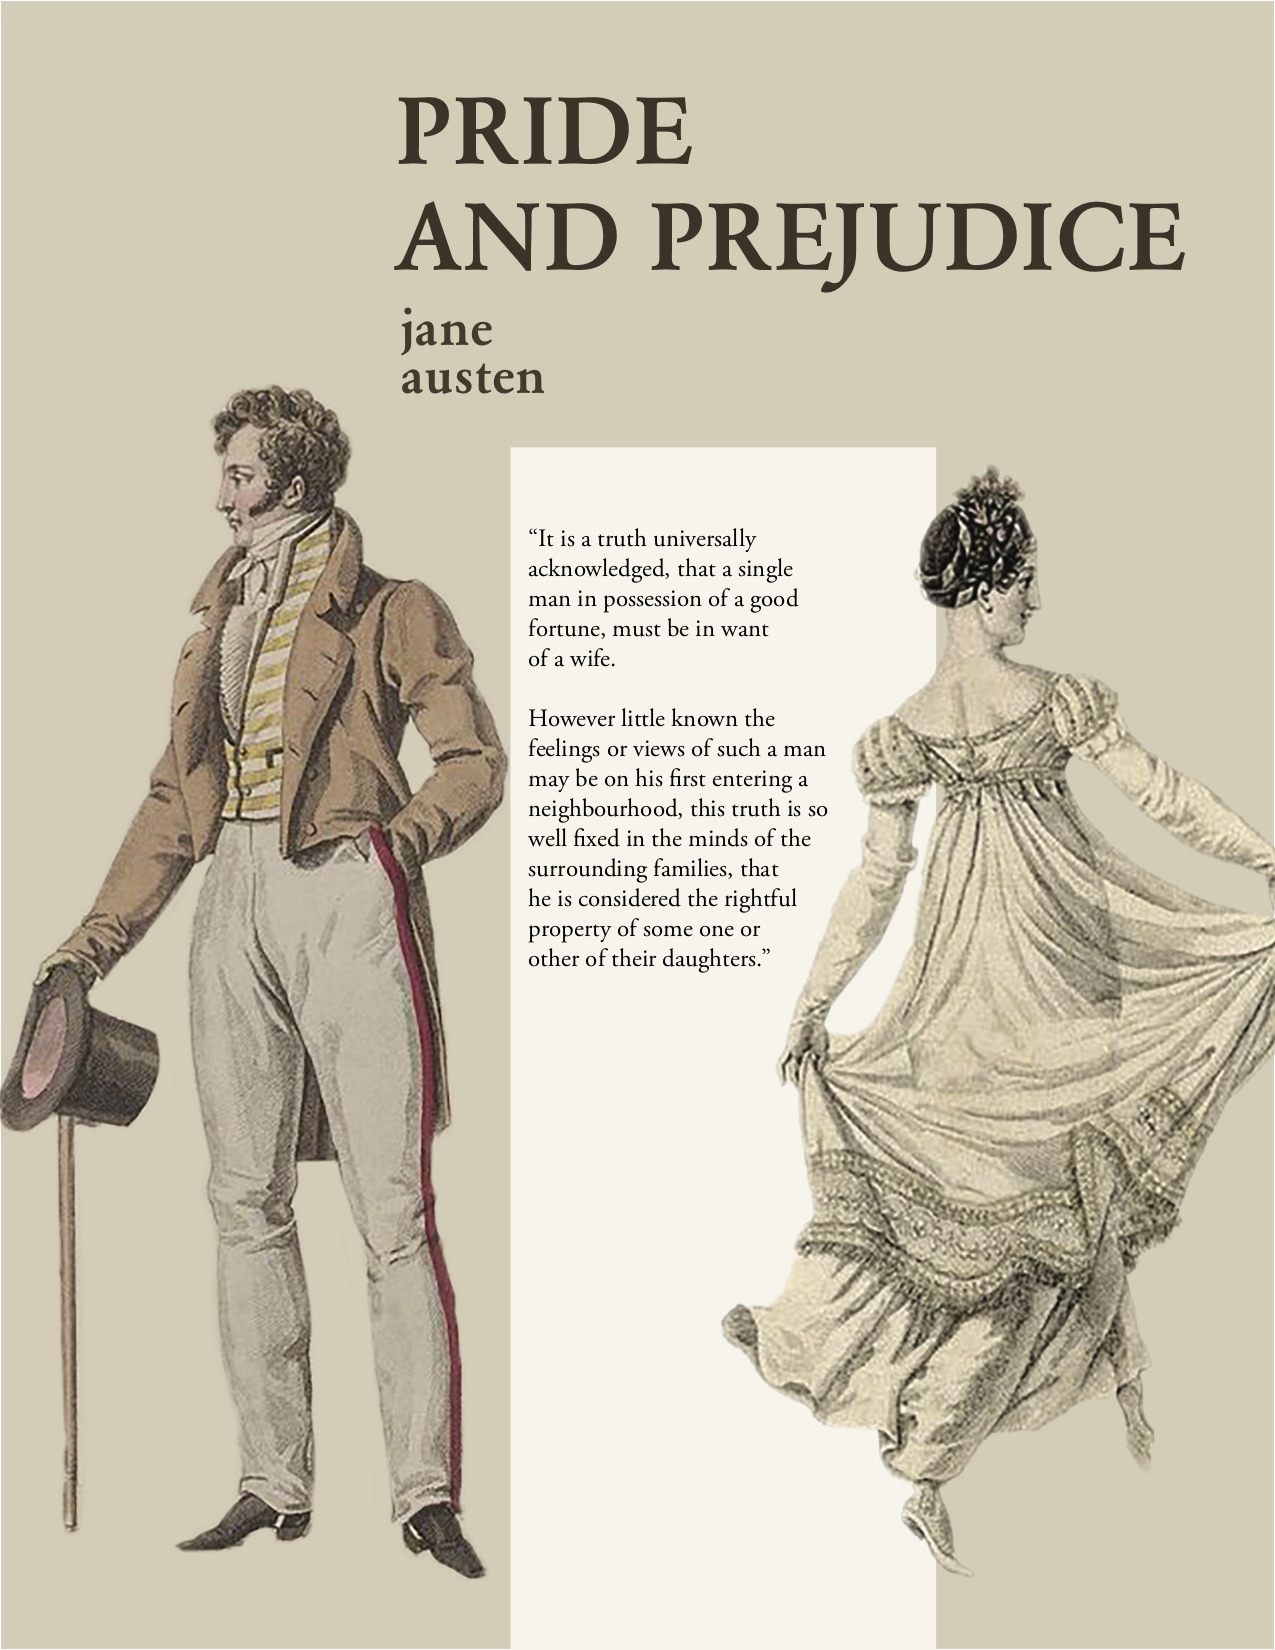 PRIDE
AND PREJUDICE
jane
austen
“It is a truth universally
acknowledged, that a single
man in possession of a good
fortune, must be in want
of a wife.
However little known the
feelings or views of such a man
may be on his first entering a
neighbourhood, this truth is so
well fixed in the minds of the
surrounding families, that
he is considered the rightful
property of some one or
other of their daughters.”